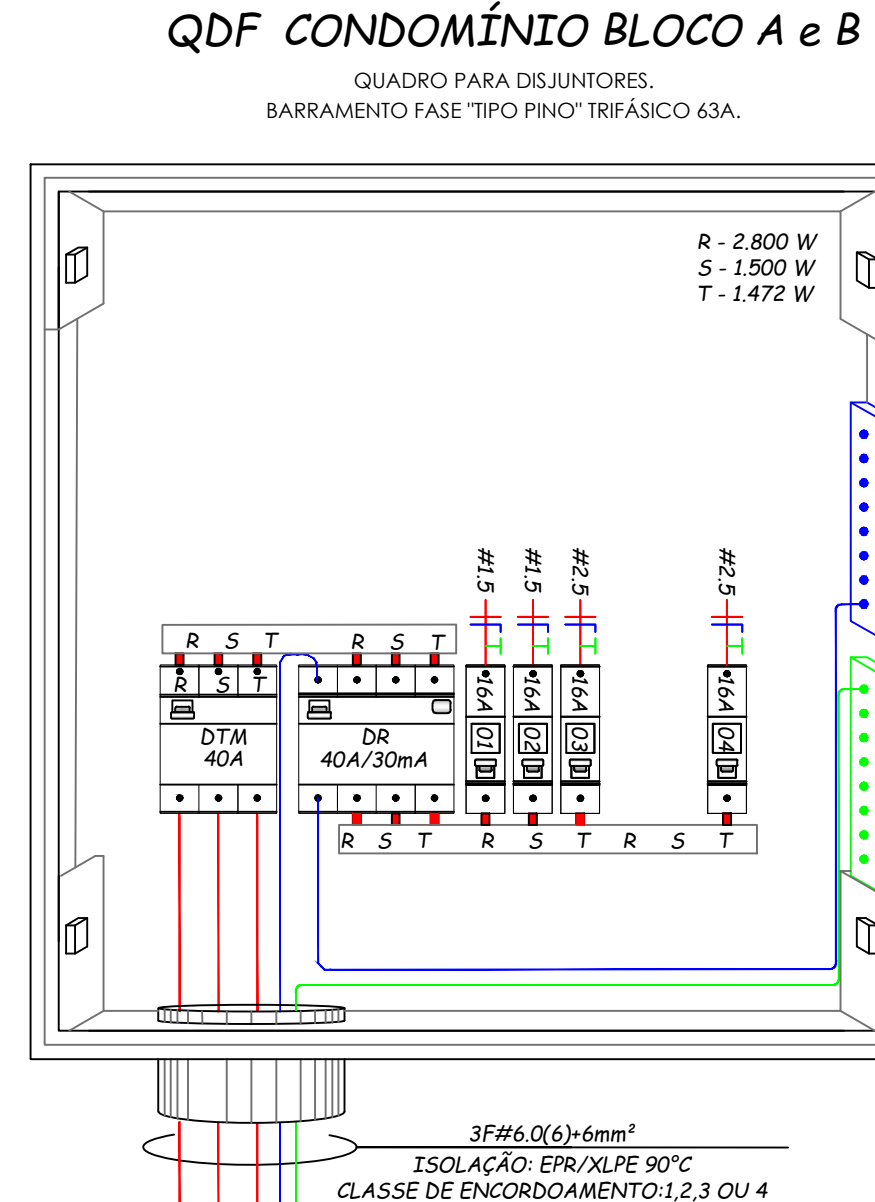 QDF CONDOMÍNIO BLOCO A e B
QUADRO PARA DISJUNTORES.
BARRAMENTO FASE "TIPO PINO" TRIFÁSICO 63A.
R - 2.800 W
S - 1.500 W
T - 1.472 W
#1.5 #1.5 #2.5 #2.5
R S T R S T
R S T
16A 16A 16A 16A
01 02 03 04
DTM
40A
DR
40A/30mA
R S T R S T R S T
3F#6.0(6)+6mm²
ISOLAÇÃO: EPR/XLPE 90°C
CLASSE DE ENCORDOAMENTO:1,2,3 OU 4